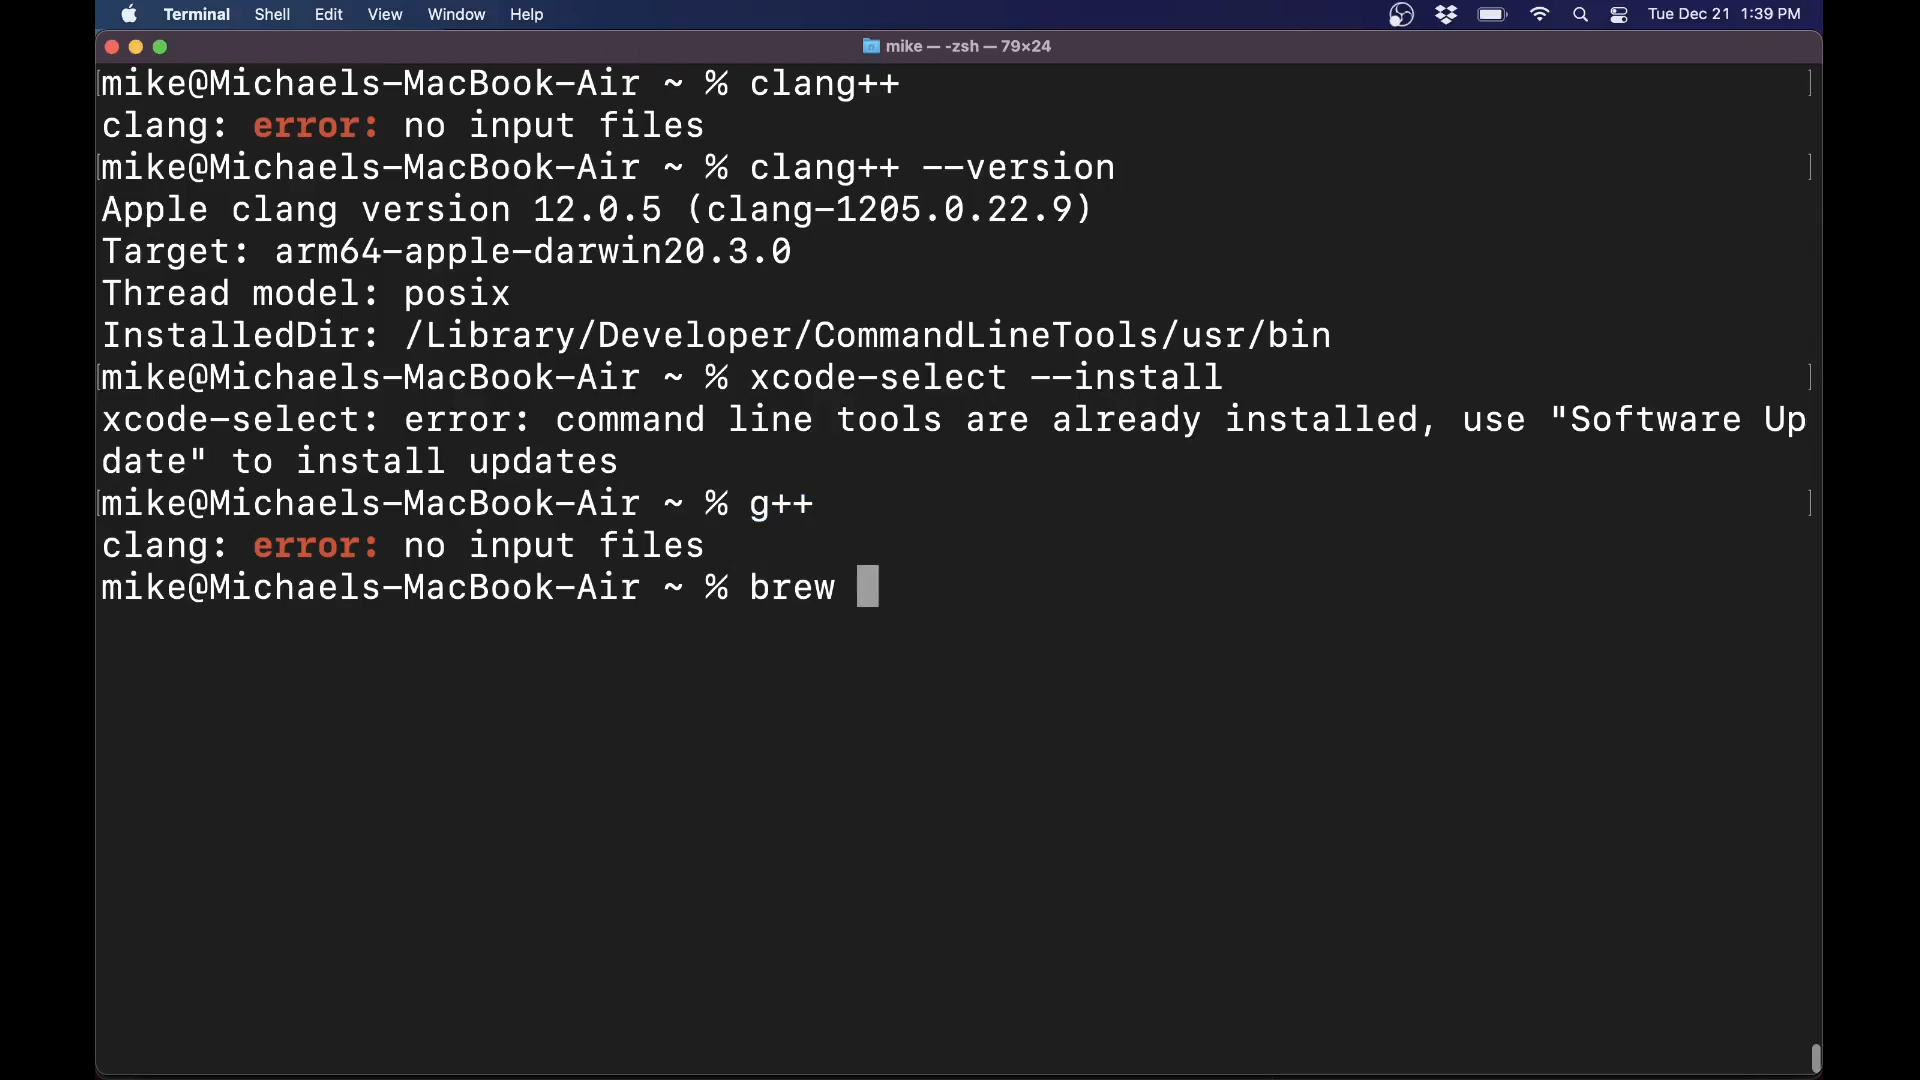 Terminal Shell Edit View Window Help Tue Dec 21 1:39 PM
mike — -zsh — 79×24
mike@Michaels-MacBook-Air ~ % clang++
clang: error: no input files
mike@Michaels-MacBook-Air ~ % clang++ --version
Apple clang version 12.0.5 (clang-1205.0.22.9)
Target: arm64-apple-darwin20.3.0
Thread model: posix
InstalledDir: /Library/Developer/CommandLineTools/usr/bin
mike@Michaels-MacBook-Air ~ % xcode-select --install
xcode-select: error: command line tools are already installed, use "Software Up
date" to install updates
mike@Michaels-MacBook-Air ~ % g++
clang: error: no input files
mike@Michaels-MacBook-Air ~ % brew